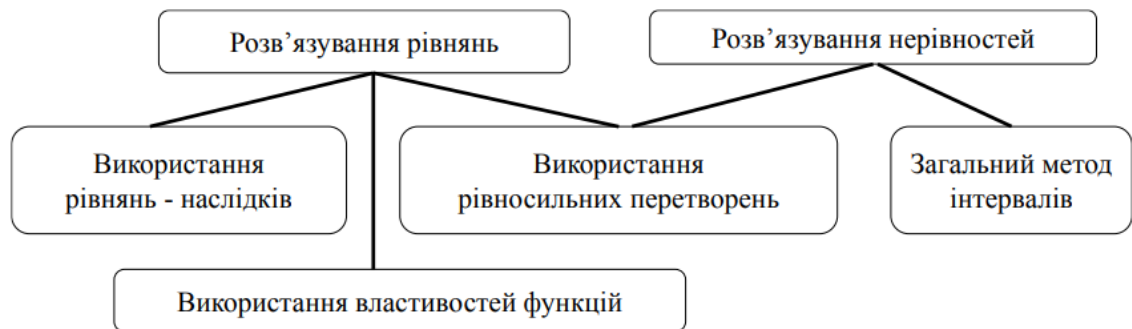 Розв’язування рівнянь
Розв’язування нерівностей
Використання
рівнянь - наслідків
Використання
рівносильних перетворень
Загальний метод
інтервалів
Використання властивостей функцій